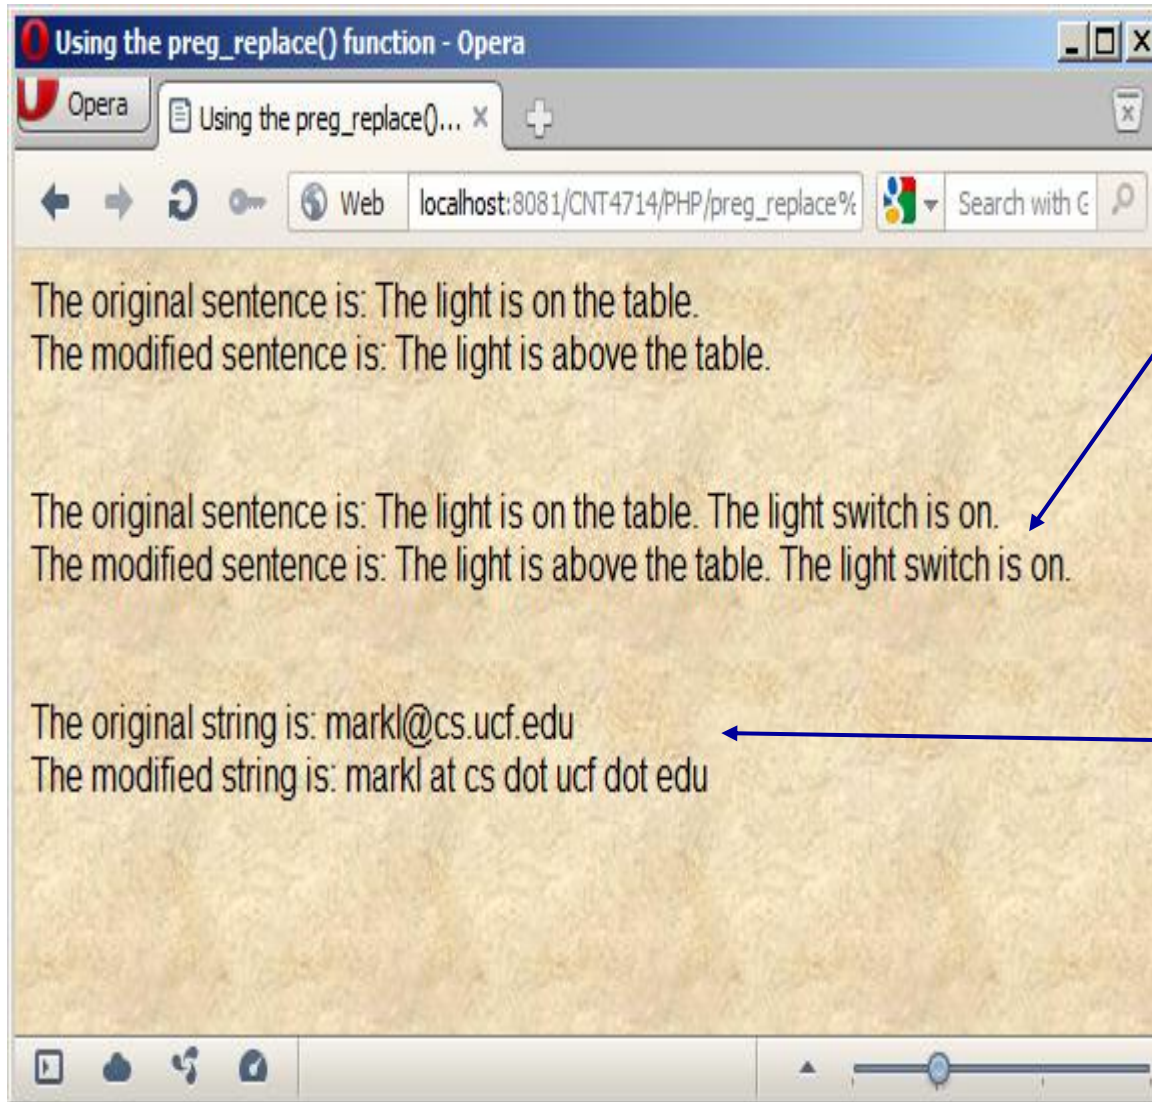 Using the preg_replace() function - Opera
Opera
Using the preg_replace()...
Web
localhost:8081/CNT4714/PHP/preg_replace%
Search with G
The original sentence is: The light is on the table.
The modified sentence is: The light is above the table.
The original sentence is: The light is on the table. The light switch is on.
The modified sentence is: The light is above the table. The light switch is on.
The original string is: markl@cs.ucf.edu
The modified string is: markl at cs dot ucf dot edu